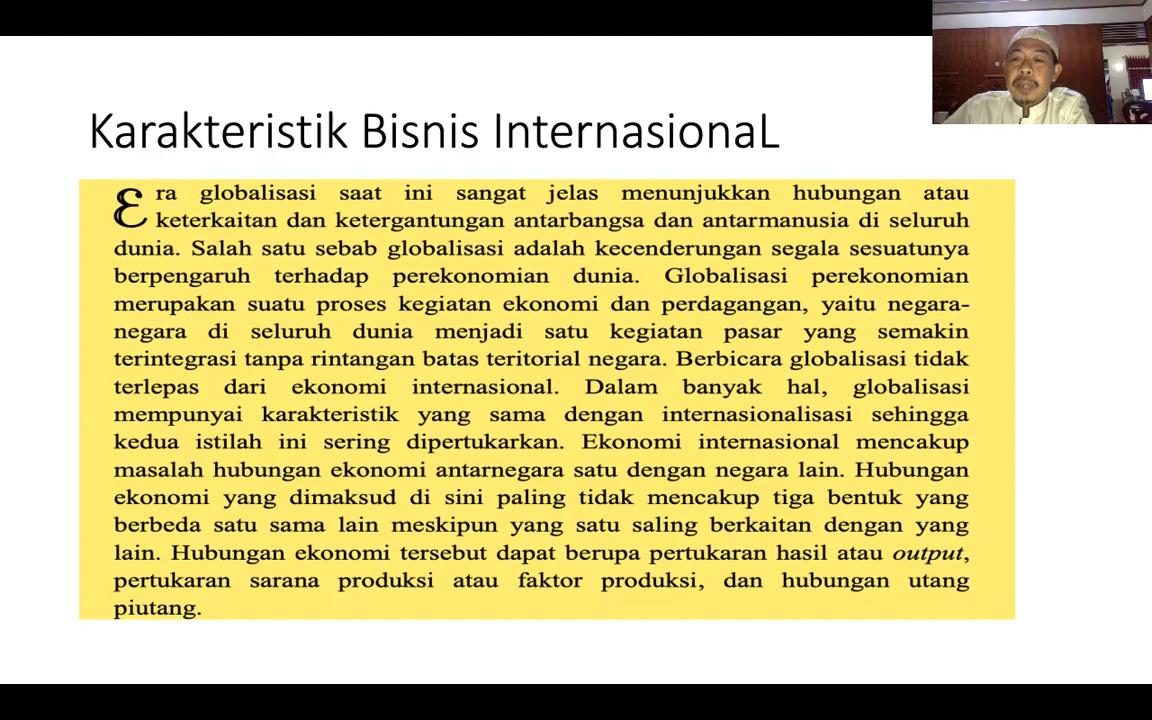 Karakteristik Bisnis InternasionaL
Era globalisasi saat ini sangat jelas menunjukkan hubungan atau
keterkaitan dan ketergantungan antarbangsa dan antarmanusia di seluruh
dunia. Salah satu sebab globalisasi adalah kecenderungan segala sesuatunya
berpengaruh terhadap perekonomian dunia. Globalisasi perekonomian
merupakan suatu proses kegiatan ekonomi dan perdagangan, yaitu negara-
negara di seluruh dunia menjadi satu kegiatan pasar yang semakin
terintegrasi tanpa rintangan batas teritorial negara. Berbicara globalisasi tidak
terlepas dari ekonomi internasional. Dalam banyak hal, globalisasi
mempunyai karakteristik yang sama dengan internasionalisasi sehingga
kedua istilah ini sering dipertukarkan. Ekonomi internasional mencakup
masalah hubungan ekonomi antarnegara satu dengan negara lain. Hubungan
ekonomi yang dimaksud di sini paling tidak mencakup tiga bentuk yang
berbeda satu sama lain meskipun yang satu saling berkaitan dengan yang
lain. Hubungan ekonomi tersebut dapat berupa pertukaran hasil atau output,
pertukaran sarana produksi atau faktor produksi, dan hubungan utang
piutang.